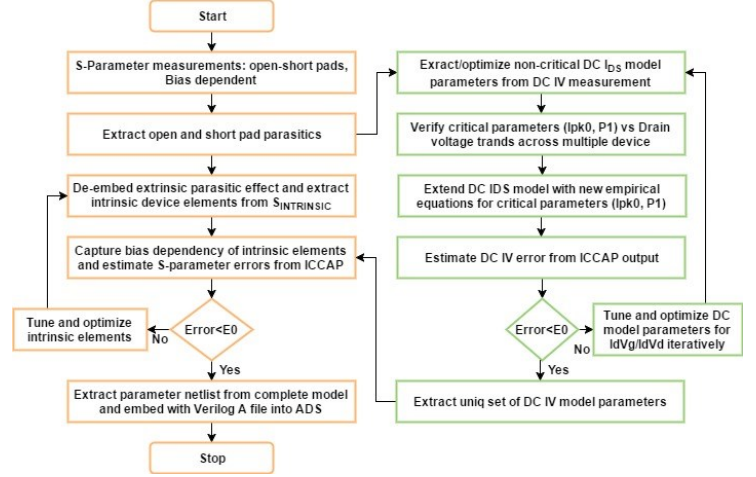 Start
S-Parameter measurements: open-short pads,
Bias dependent
Extract open and short pad parasitics
De-embed extrinsic parasitic effect and extract
intrinsic device elements from SINTRINSIC
Capture bias dependency of intrinsic elements
and estimate S-parameter errors from ICCAP
Tune and optimize
intrinsic elements
No
Error<E0
Yes
Extract parameter netlist from complete model
and embed with Verilog A file into ADS
Stop
Exract/optimize non-critical DC IDS model
parameters from DC IV measurement
Verify critical parameters (Ipk0, P1) vs Drain
voltage trands across multiple device
Extend DC IDS model with new empirical
equations for critical parameters (Ipk0, P1)
Estimate DC IV error from ICCAP output
Error<E0
No
Tune and optimize DC
model parameters for
IdVg/IdVd iteratively
Yes
Extract uniq set of DC IV model parameters